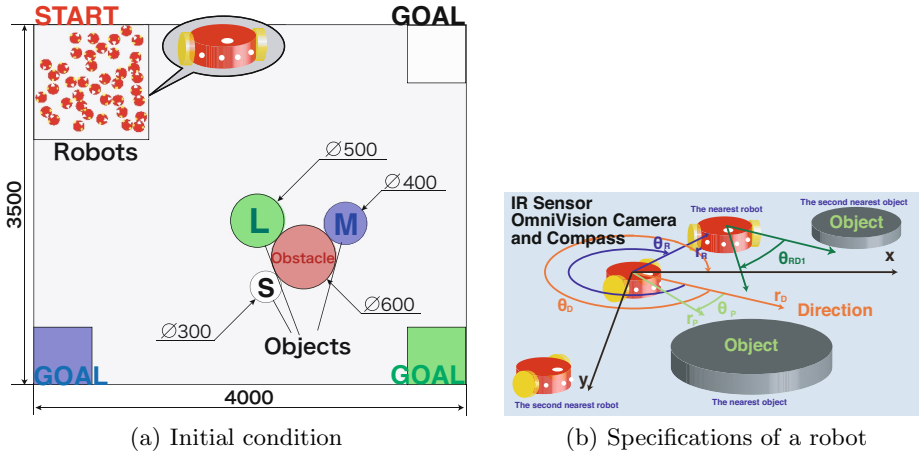 START
GOAL
Robots
∅500
∅400
L
M
Obstacle
S
∅600
∅300
Objects
3500
GOAL
GOAL
4000
(a) Initial condition
IR Sensor
OmniVision Camera
and Compass
The nearest robot
The second nearest object
Object
x
θR
rR
θRD1
θD
rD
Direction
rP
θP
Object
y
The second nearest robot
The nearest object
(b) Specifications of a robot